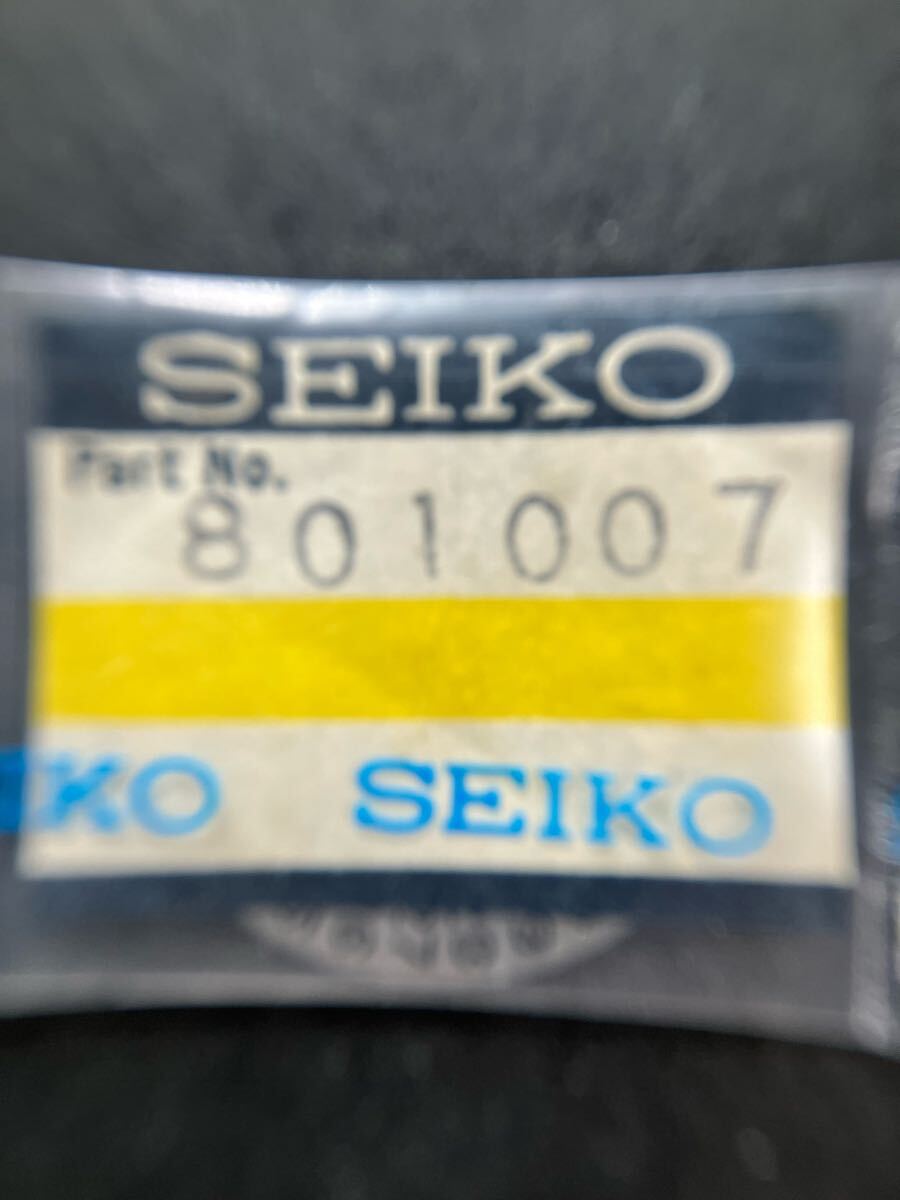 SEIKO
Part No.
801007
KO SEIKO